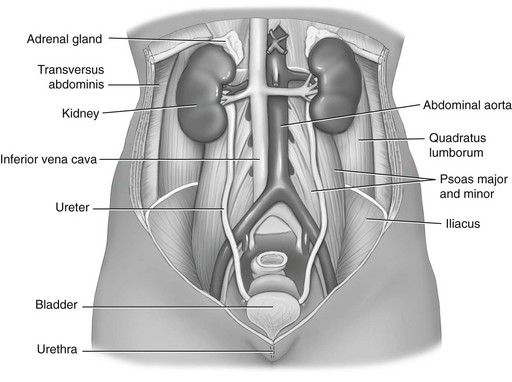 Adrenal gland
Transversus
abdominis
Kidney
Inferior vena cava
Ureter
Bladder
Urethra
Abdominal aorta
Quadratus
lumborum
Psoas major
and minor
Iliacus